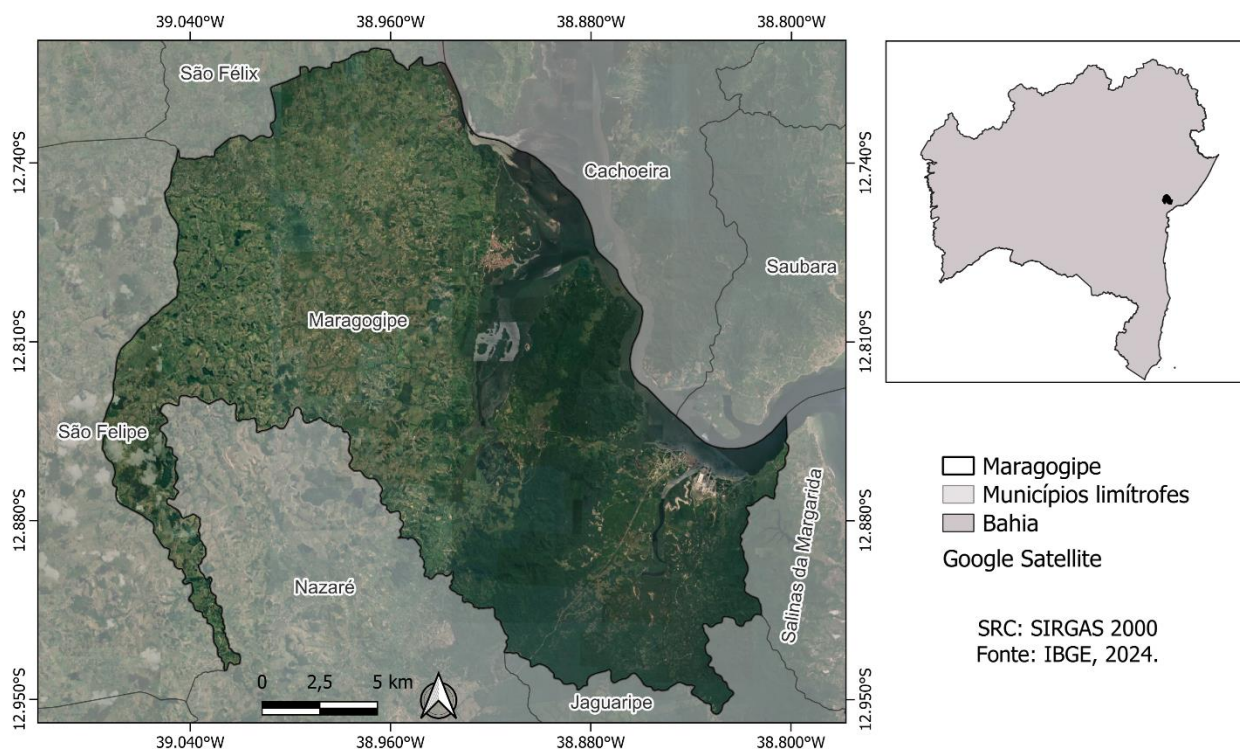 39.040°W 38.960°W 38.880°W 38.800°W
12.740°S
12.810°S
12.880°S
12.950°S
São Félix
Cachoeira
Saubara
Maragogipe
São Felipe
Nazaré
Salinas da Margarida
Jaguaripe
0 2,5 5 km
12.740°S
12.810°S
12.880°S
12.950°S
39.040°W 38.960°W 38.880°W 38.800°W
Maragogipe
Municípios limítrofes
Bahia
Google Satellite
SRC: SIRGAS 2000
Fonte: IBGE, 2024.